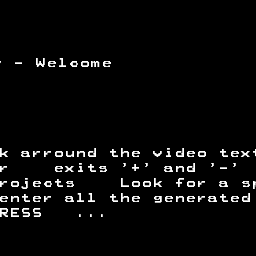 - Welcome
k arround the video text
exits '+' and '-'
rojects    Look for a sp
enter all the generated
RESS   ...